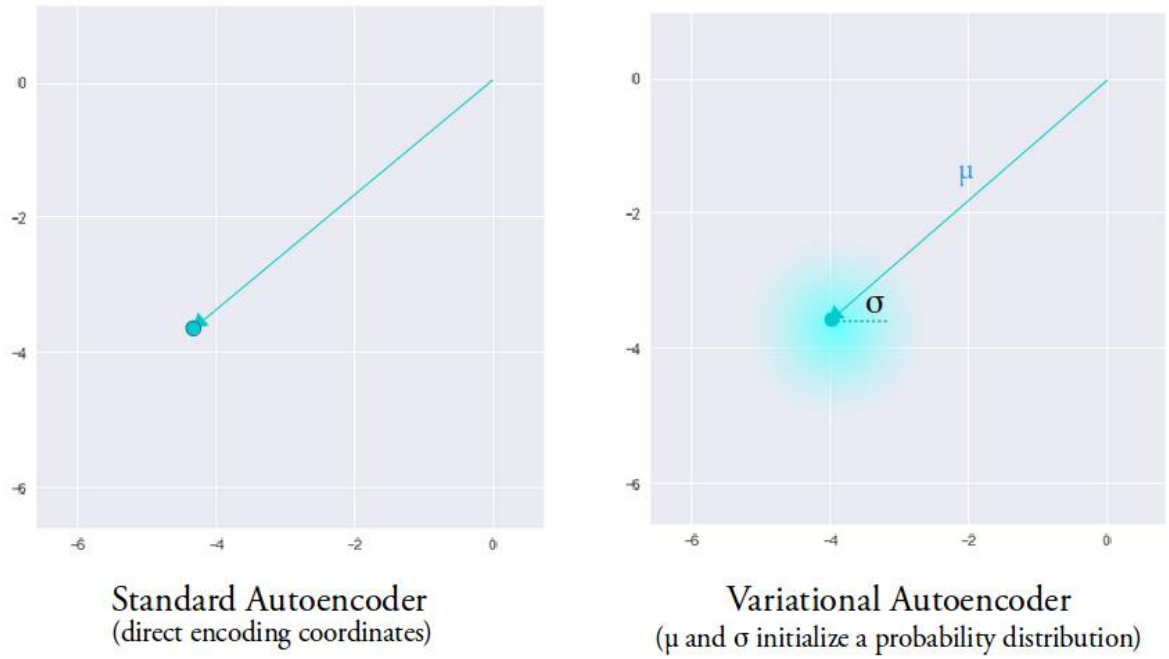 0
-2
-4
-6
-6
-4
-2
0
Standard Autoencoder
(direct encoding coordinates)
0
-2
-4
-6
μ
σ
-6
-4
-2
0
Variational Autoencoder
(μ and σ initialize a probability distribution)